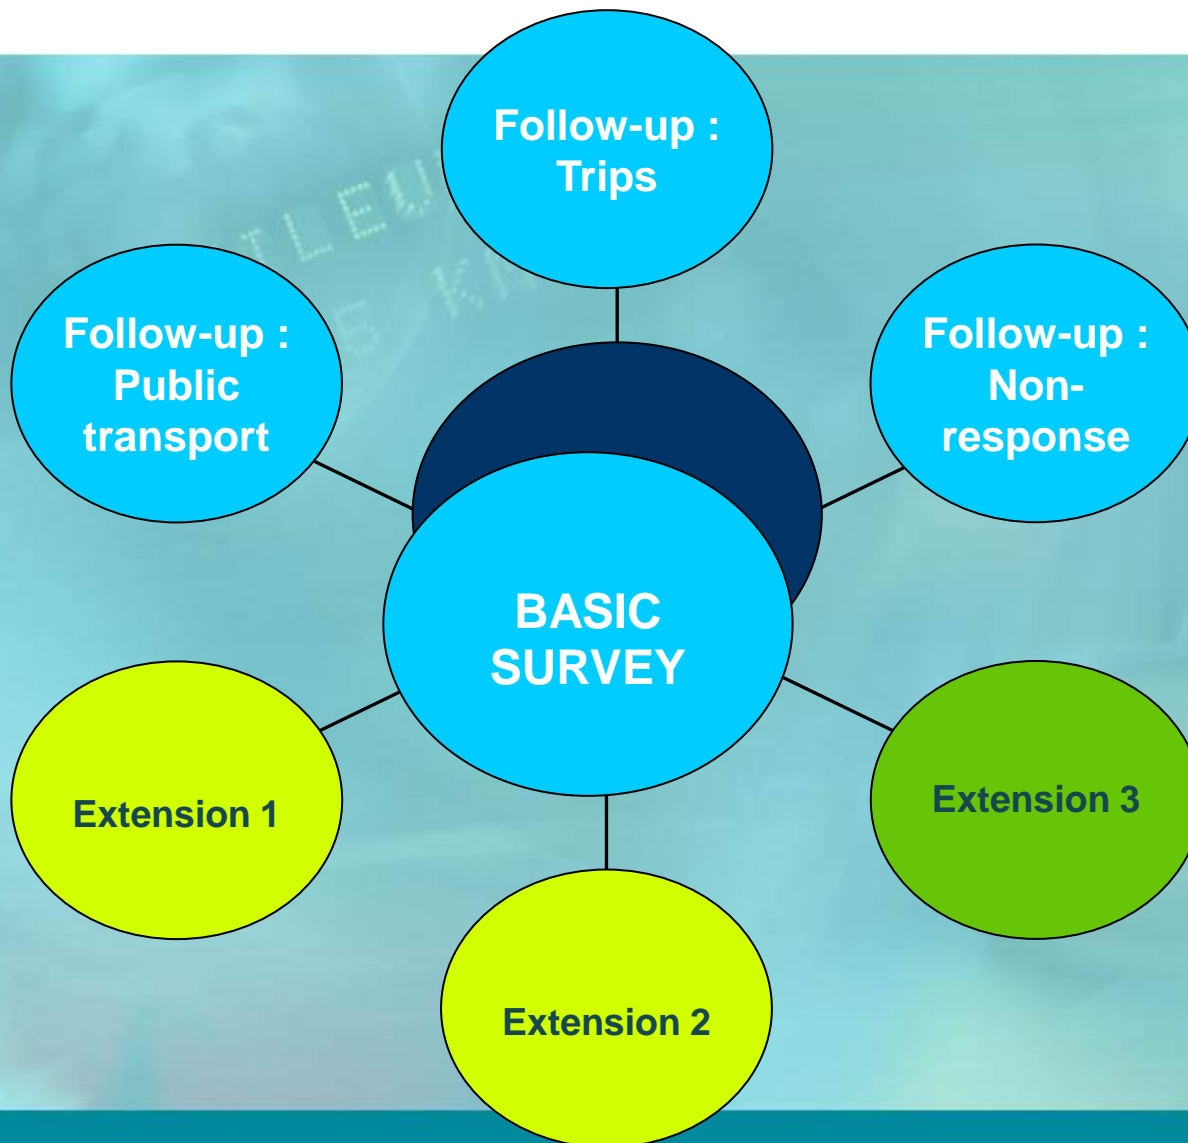 Follow-up :
Trips
Follow-up :
Public
transport
Follow-up :
Non-
response
BASIC
SURVEY
Extension 1
Extension 3
Extension 2